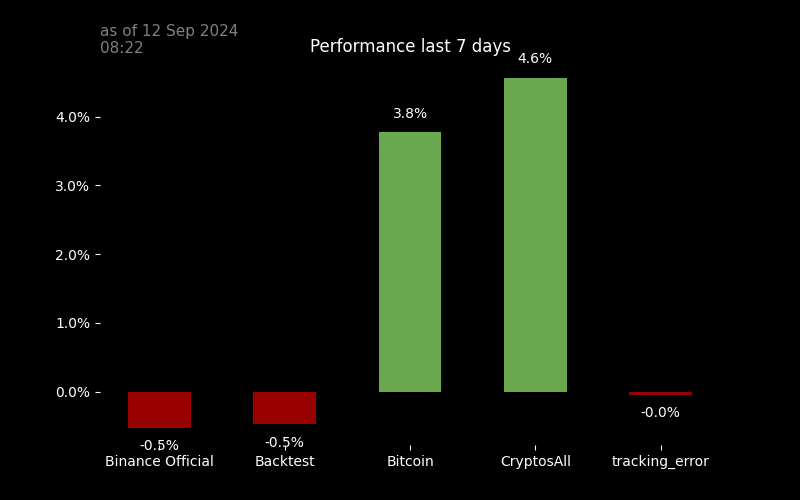 as of 12 Sep 2024
08:22
Performance last 7 days
4.6%
3.8%
4.0%
3.0%
2.0%
1.0%
0.0%
-0.5%
-0.5%
-0.0%
Binance Official
Backtest
Bitcoin
CryptosAll
tracking_error